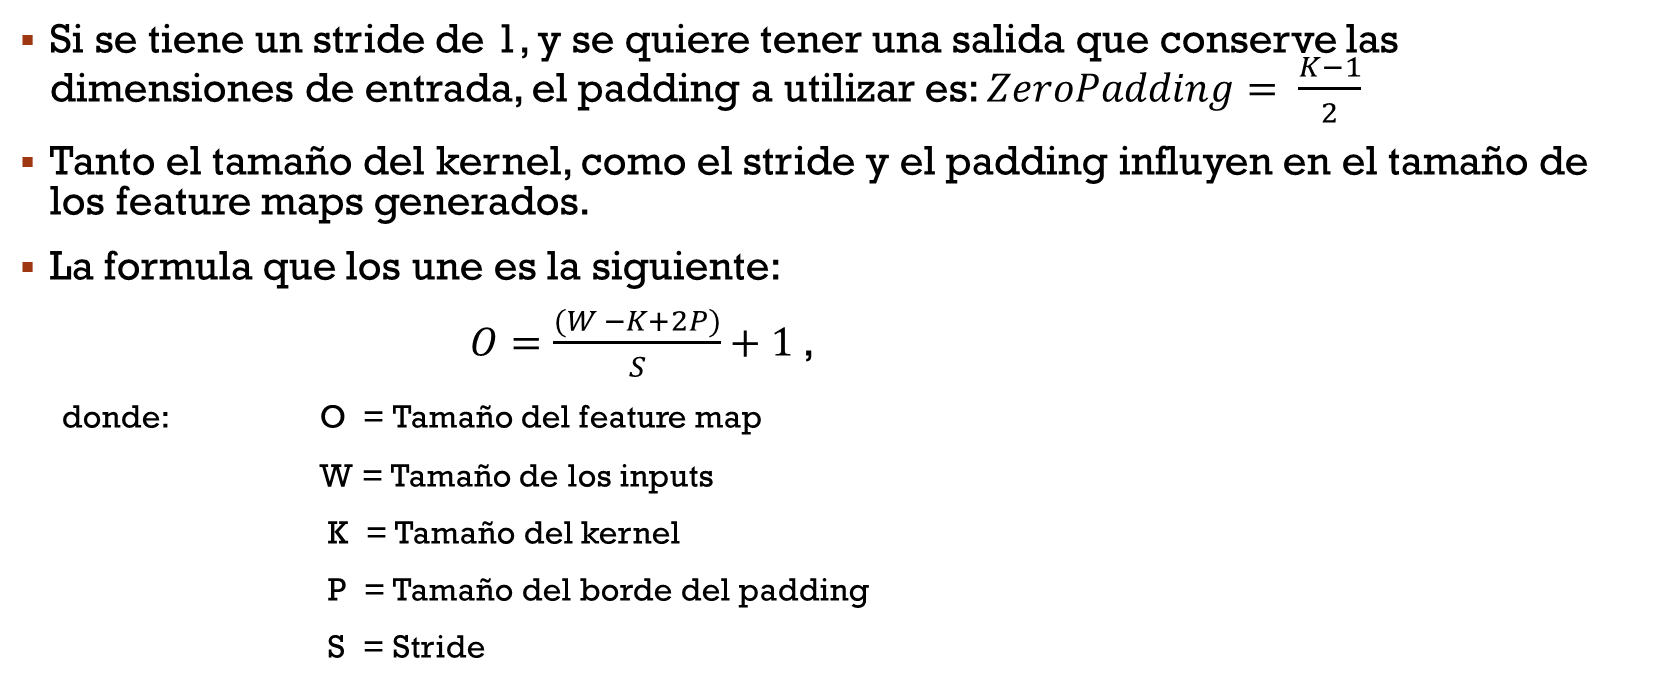 ▪ Si se tiene un stride de 1, y se quiere tener una salida que conserve las
dimensiones de entrada, el padding a utilizar es: ZeroPadding = (K−1)/2
▪ Tanto el tamaño del kernel, como el stride y el padding influyen en el tamaño de
los feature maps generados.
▪ La formula que los une es la siguiente:
O = (W −K+2P)/S + 1 ,
donde: O = Tamaño del feature map
W = Tamaño de los inputs
K = Tamaño del kernel
P = Tamaño del borde del padding
S = Stride